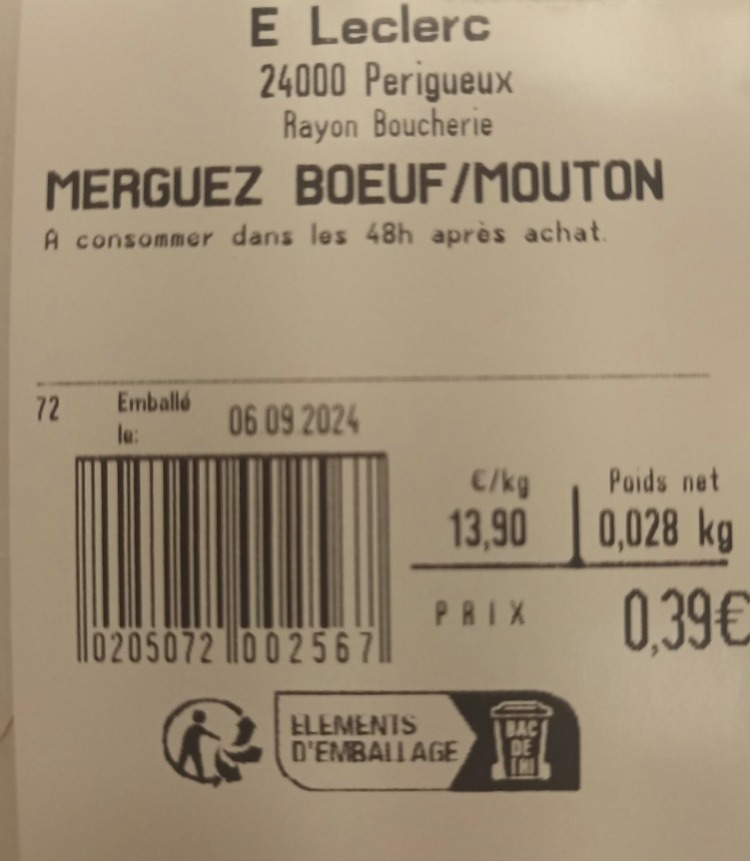 E Leclerc
24000 Perigueux
Rayon Boucherie
MERGUEZ BOEUF/MOUTON
A consommer dans les 48h après achat.
72 Emballé le: 06 09 2024
€/kg Poids net
13,90 0,028 kg
PRIX 0,39€
0205072 002567
ELEMENTS
D'EMBALLAGE
BAC
DE
TRI